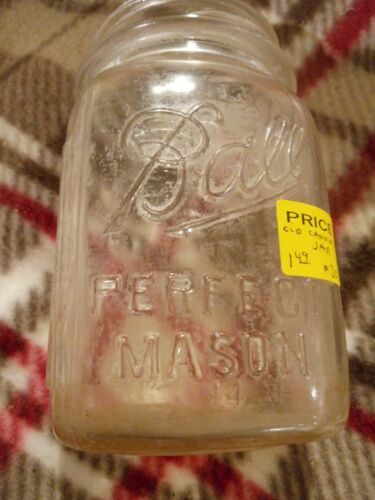 Ball
PERFECT
MASON
14
PRICE
OLD CANNING
JAR
1.49